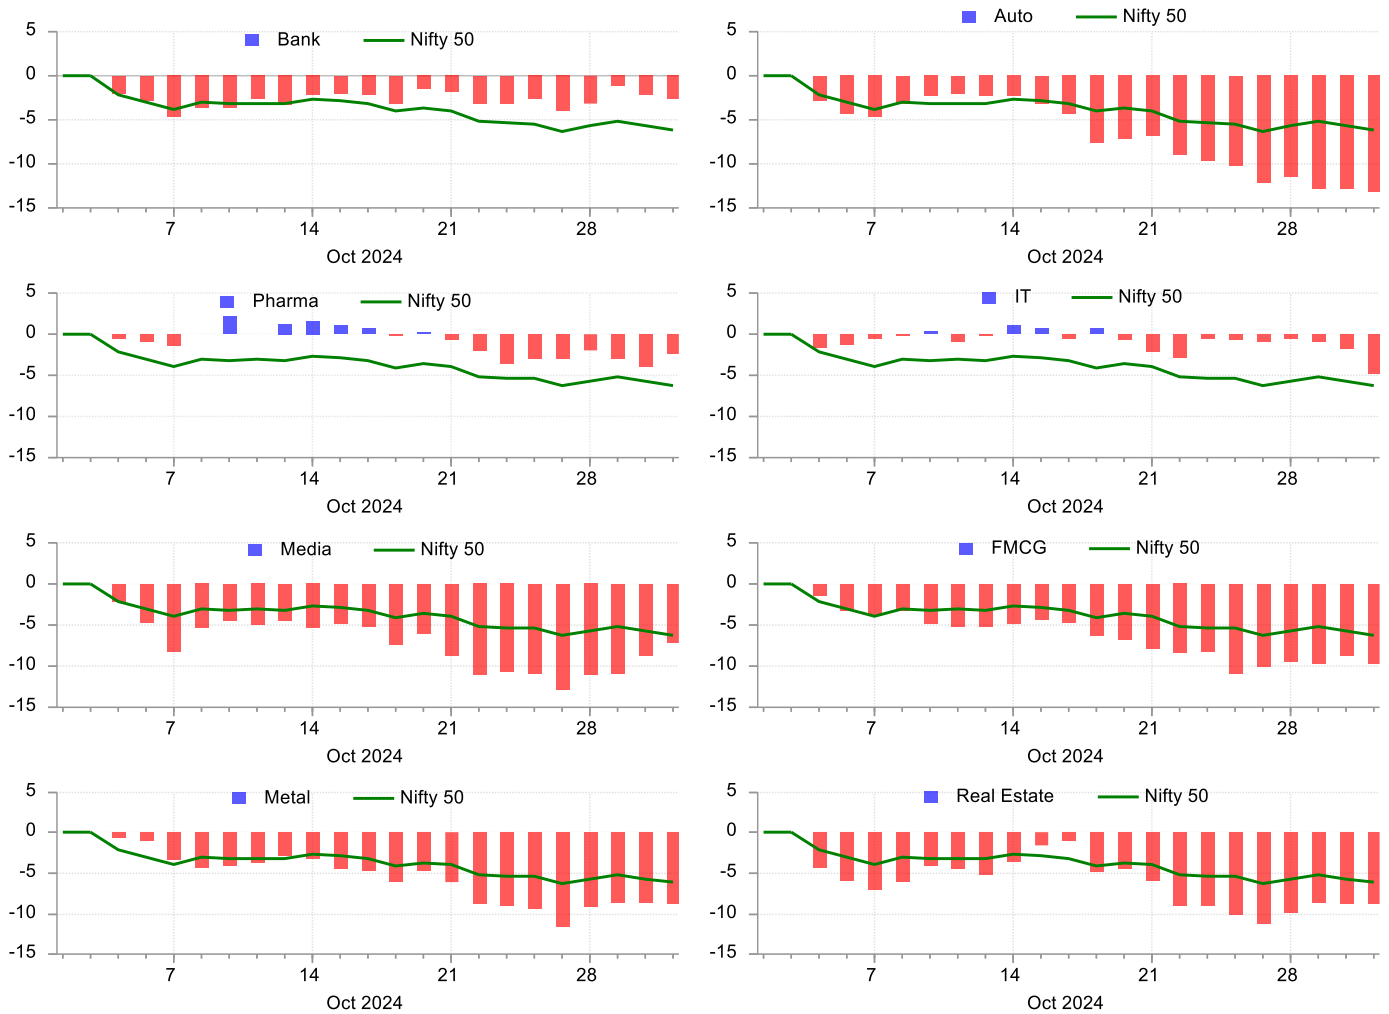 Bank Nifty 50
5
0
-5
-10
-15
7 14 21 28
Oct 2024
Auto Nifty 50
5
0
-5
-10
-15
7 14 21 28
Oct 2024
Pharma Nifty 50
5
0
-5
-10
-15
7 14 21 28
Oct 2024
IT Nifty 50
5
0
-5
-10
-15
7 14 21 28
Oct 2024
Media Nifty 50
5
0
-5
-10
-15
7 14 21 28
Oct 2024
FMCG Nifty 50
5
0
-5
-10
-15
7 14 21 28
Oct 2024
Metal Nifty 50
5
0
-5
-10
-15
7 14 21 28
Oct 2024
Real Estate Nifty 50
5
0
-5
-10
-15
7 14 21 28
Oct 2024